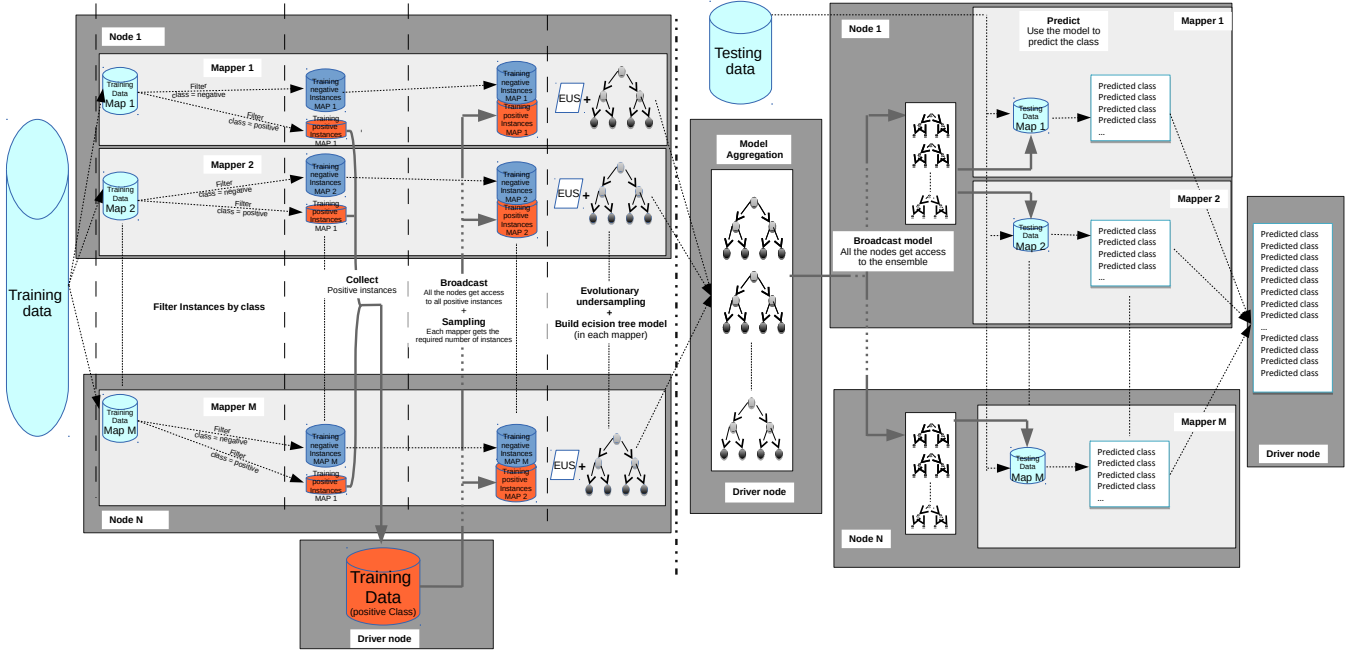 Node 1
Mapper 1
Training
Data
Map 1
Filter
class = negative
Filter
class = positive
Training
negative
Instances
MAP 1
Training
positive
Instances
MAP 1
Training
negative
Instances
MAP 1
Training
positive
Instances
MAP 1
EUS
+
Mapper 2
Training
Data
Map 2
Filter
class = negative
Filter
class = positive
Training
negative
Instances
MAP 2
Training
positive
Instances
MAP 1
Training
negative
Instances
MAP 2
Training
positive
Instances
MAP 2
EUS
+
Training
data
Filter Instances by class
Collect
Positive instances
Broadcast
All the nodes get access
to all positive instances
+
Sampling
Each mapper gets the
required number of instances
Evolutionary
undersampling
+
Build ecision tree model
(in each mapper)
Mapper M
Training
Data
Map M
Filter
class = negative
Filter
class = positive
Training
negative
Instances
MAP M
Training
positive
Instances
MAP 1
Training
negative
Instances
MAP M
Training
positive
Instances
MAP 2
EUS
+
Node N
Training
Data
(positive Class)
Driver node
Testing
data
Model
Aggregation
Driver node
Node 1
Predict
Use the model to
predict the class
Mapper 1
Testing
Data
Map 1
Predicted class
Predicted class
Predicted class
Predicted class
...
Mapper 2
Testing
Data
Map 2
Predicted class
Predicted class
Predicted class
Predicted class
...
Broadcast model
All the nodes get access
to the ensemble
Mapper M
Testing
Data
Map M
Predicted class
Predicted class
Predicted class
Predicted class
...
Node N
Predicted class
Predicted class
Predicted class
Predicted class
Predicted class
Predicted class
Predicted class
Predicted class
...
Predicted class
Predicted class
Predicted class
Predicted class
Driver node